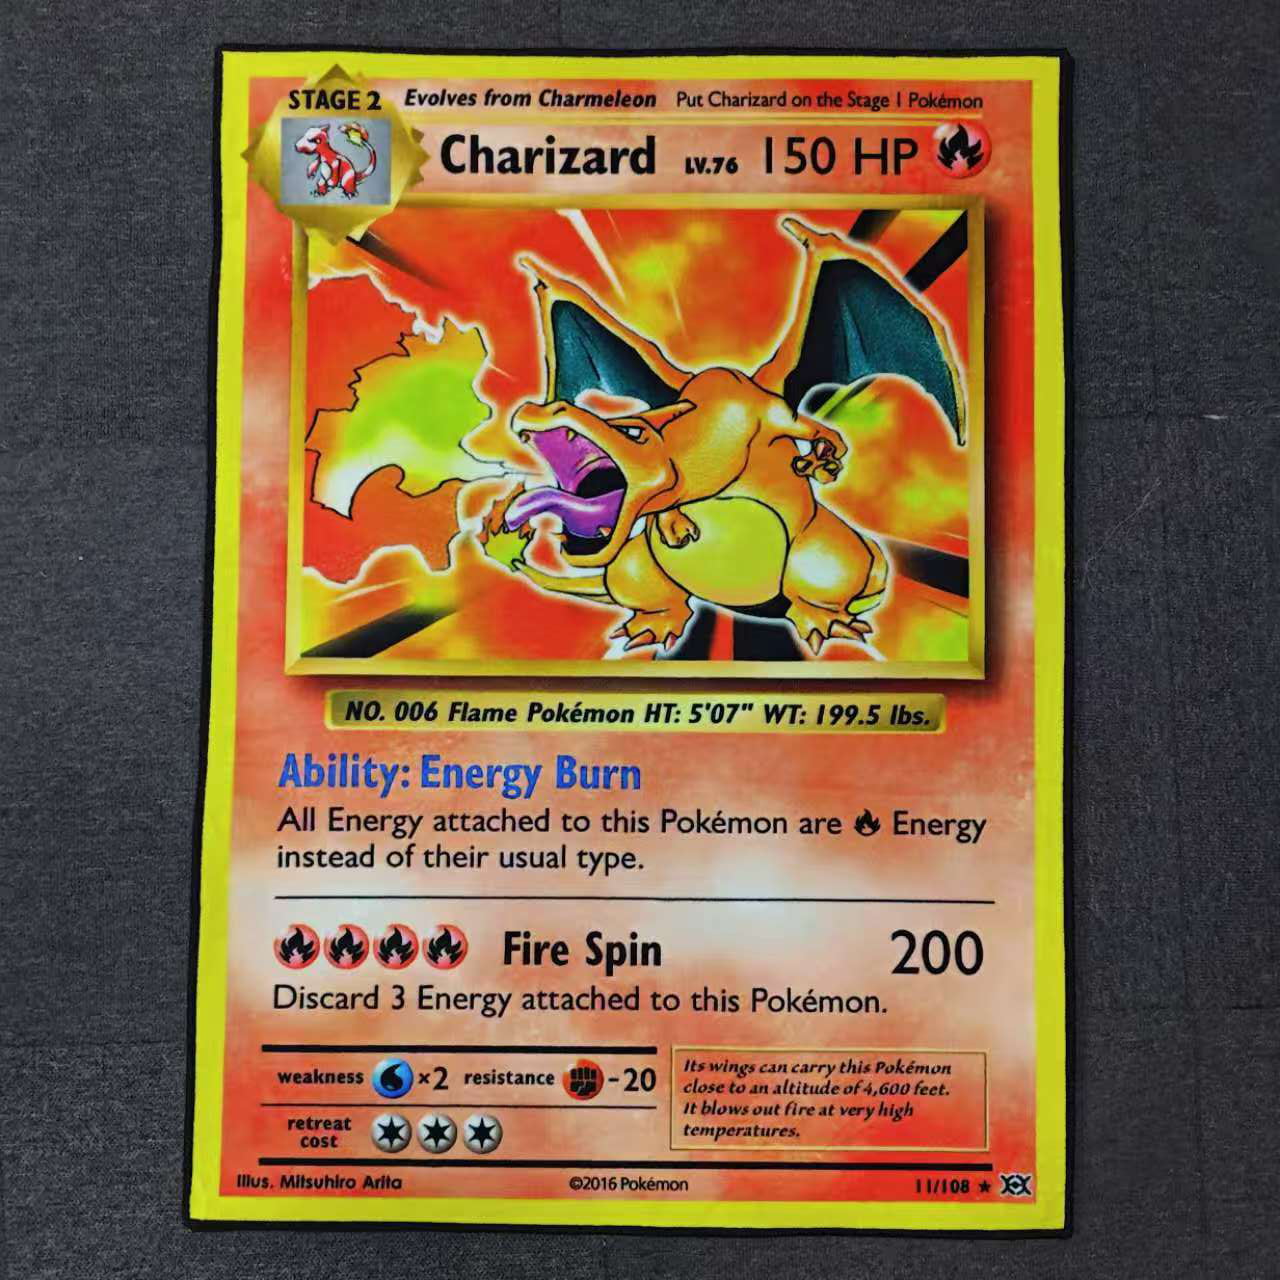 STAGE 2 Evolves from Charmeleon Put Charizard on the Stage 1 Pokémon
Charizard LV.76 150 HP
NO. 006 Flame Pokémon HT: 5'07" WT: 199.5 lbs.
Ability: Energy Burn
All Energy attached to this Pokémon are Energy
instead of their usual type.
Fire Spin 200
Discard 3 Energy attached to this Pokémon.
weakness ×2 resistance -20
retreat
cost
Its wings can carry this Pokémon
close to an altitude of 4,600 feet.
It blows out fire at very high
temperatures.
Illus. Mitsuhiro Arita ©2016 Pokémon 11/108 ★